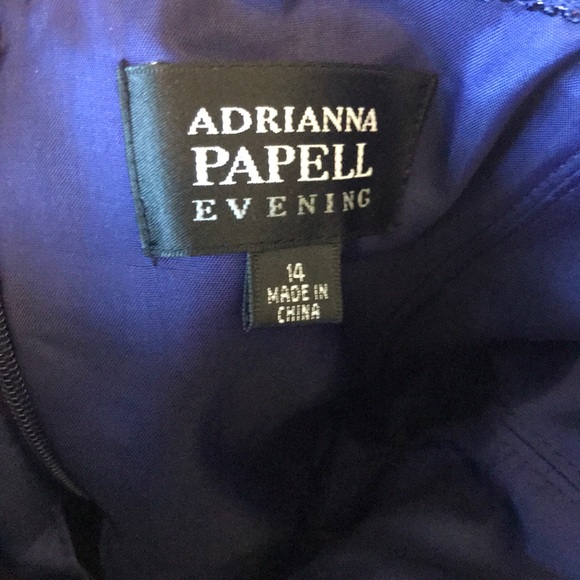 ADRIANNA
PAPELL
EVENING
14
MADE IN
CHINA